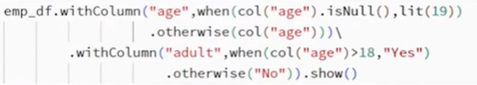 emp_df.withColumn("age",when(col("age").isNull(),lit(19))
.otherwise(col("age")))\
.withColumn("adult",when(col("age")>18,"Yes")
.otherwise("No")).show()